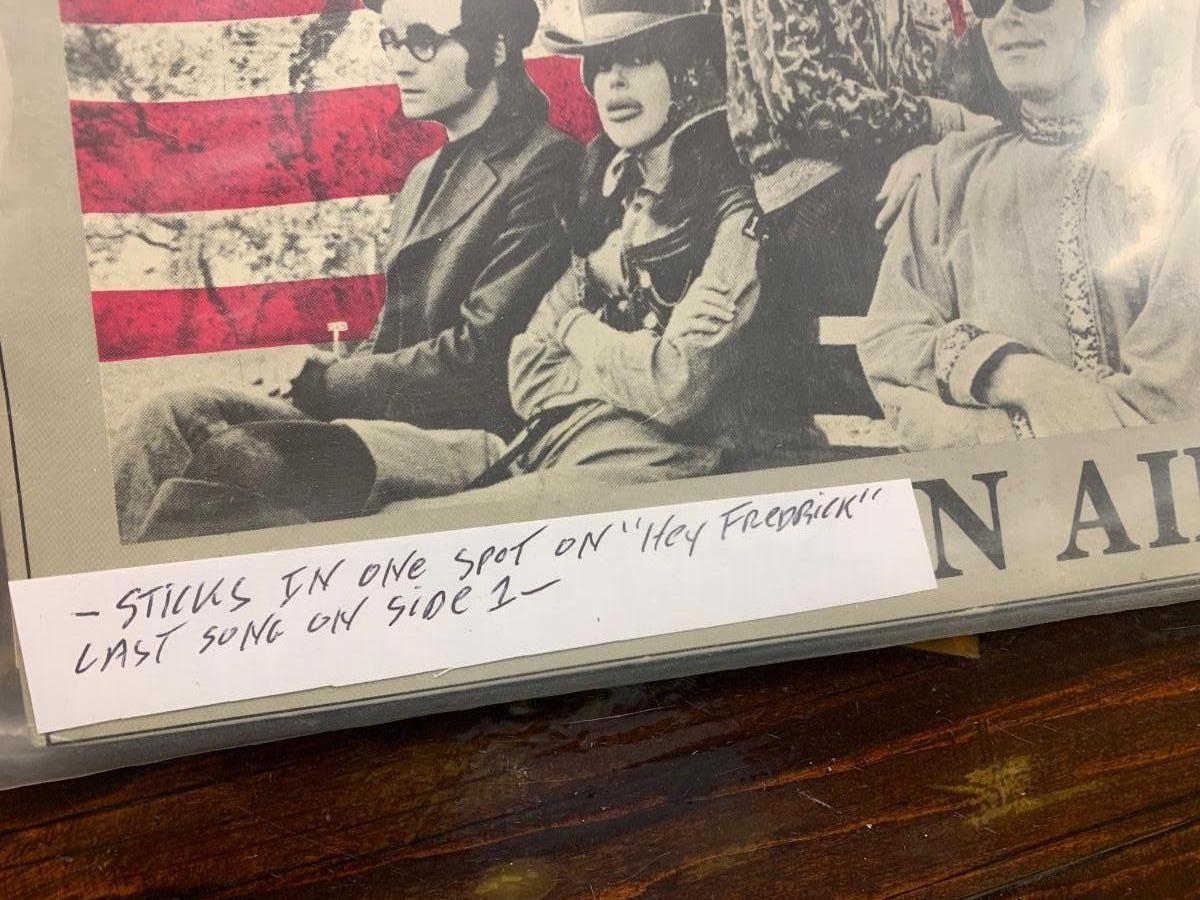 N AI
- STICKS IN ONE SPOT ON "Hey FREDRICK"
LAST SONG ON SIDE 1 -